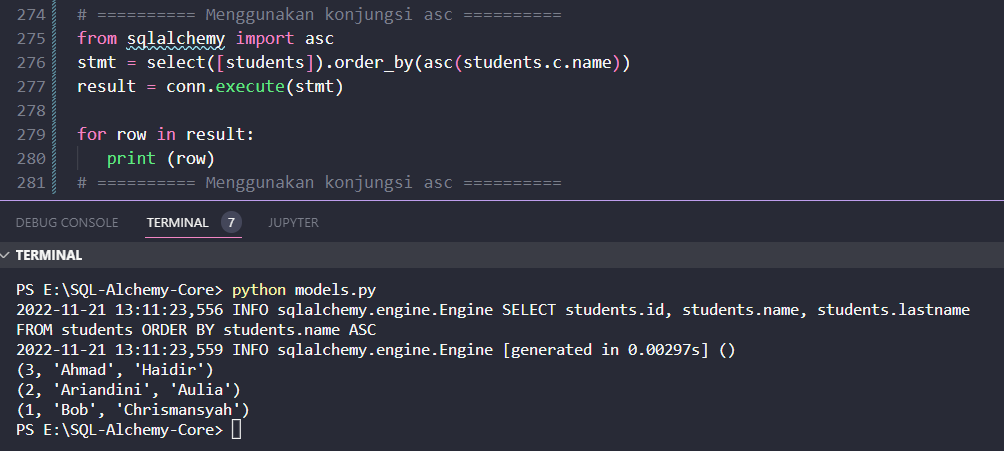 274 # ========== Menggunakan konjungsi asc ==========
275 from sqlalchemy import asc
276 stmt = select([students]).order_by(asc(students.c.name))
277 result = conn.execute(stmt)
278
279 for row in result:
280    print (row)
281 # ========== Menggunakan konjungsi asc ==========
DEBUG CONSOLE TERMINAL 7 JUPYTER
TERMINAL
PS E:\SQL-Alchemy-Core> python models.py
2022-11-21 13:11:23,556 INFO sqlalchemy.engine.Engine SELECT students.id, students.name, students.lastname
FROM students ORDER BY students.name ASC
2022-11-21 13:11:23,559 INFO sqlalchemy.engine.Engine [generated in 0.00297s] ()
(3, 'Ahmad', 'Haidir')
(2, 'Ariandini', 'Aulia')
(1, 'Bob', 'Chrismansyah')
PS E:\SQL-Alchemy-Core>